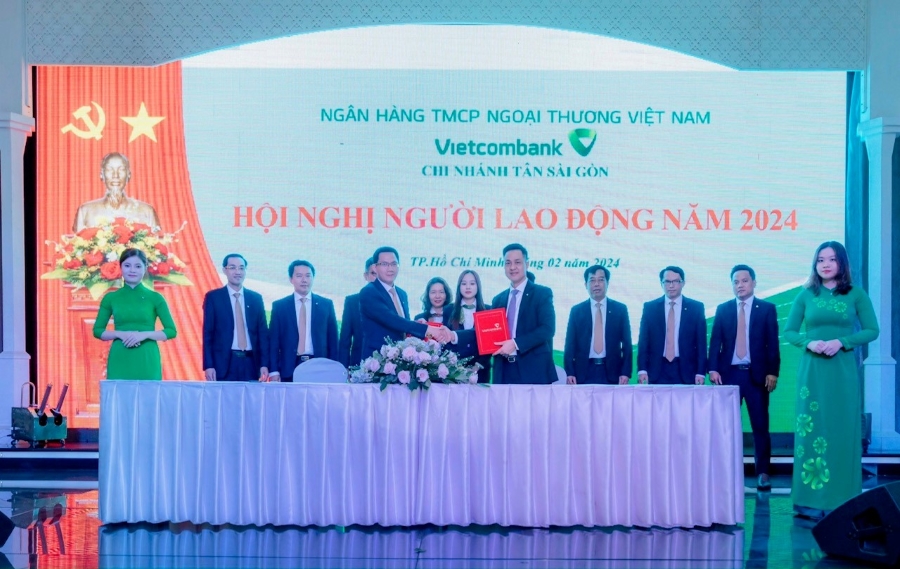 NGÂN HÀNG TMCP NGOẠI THƯƠNG VIỆT NAM
Vietcombank
CHI NHÁNH TÂN SÀI GÒN
HỘI NGHỊ NGƯỜI LAO ĐỘNG NĂM 2024
TP.Hồ Chí Minh 02 năm 2024